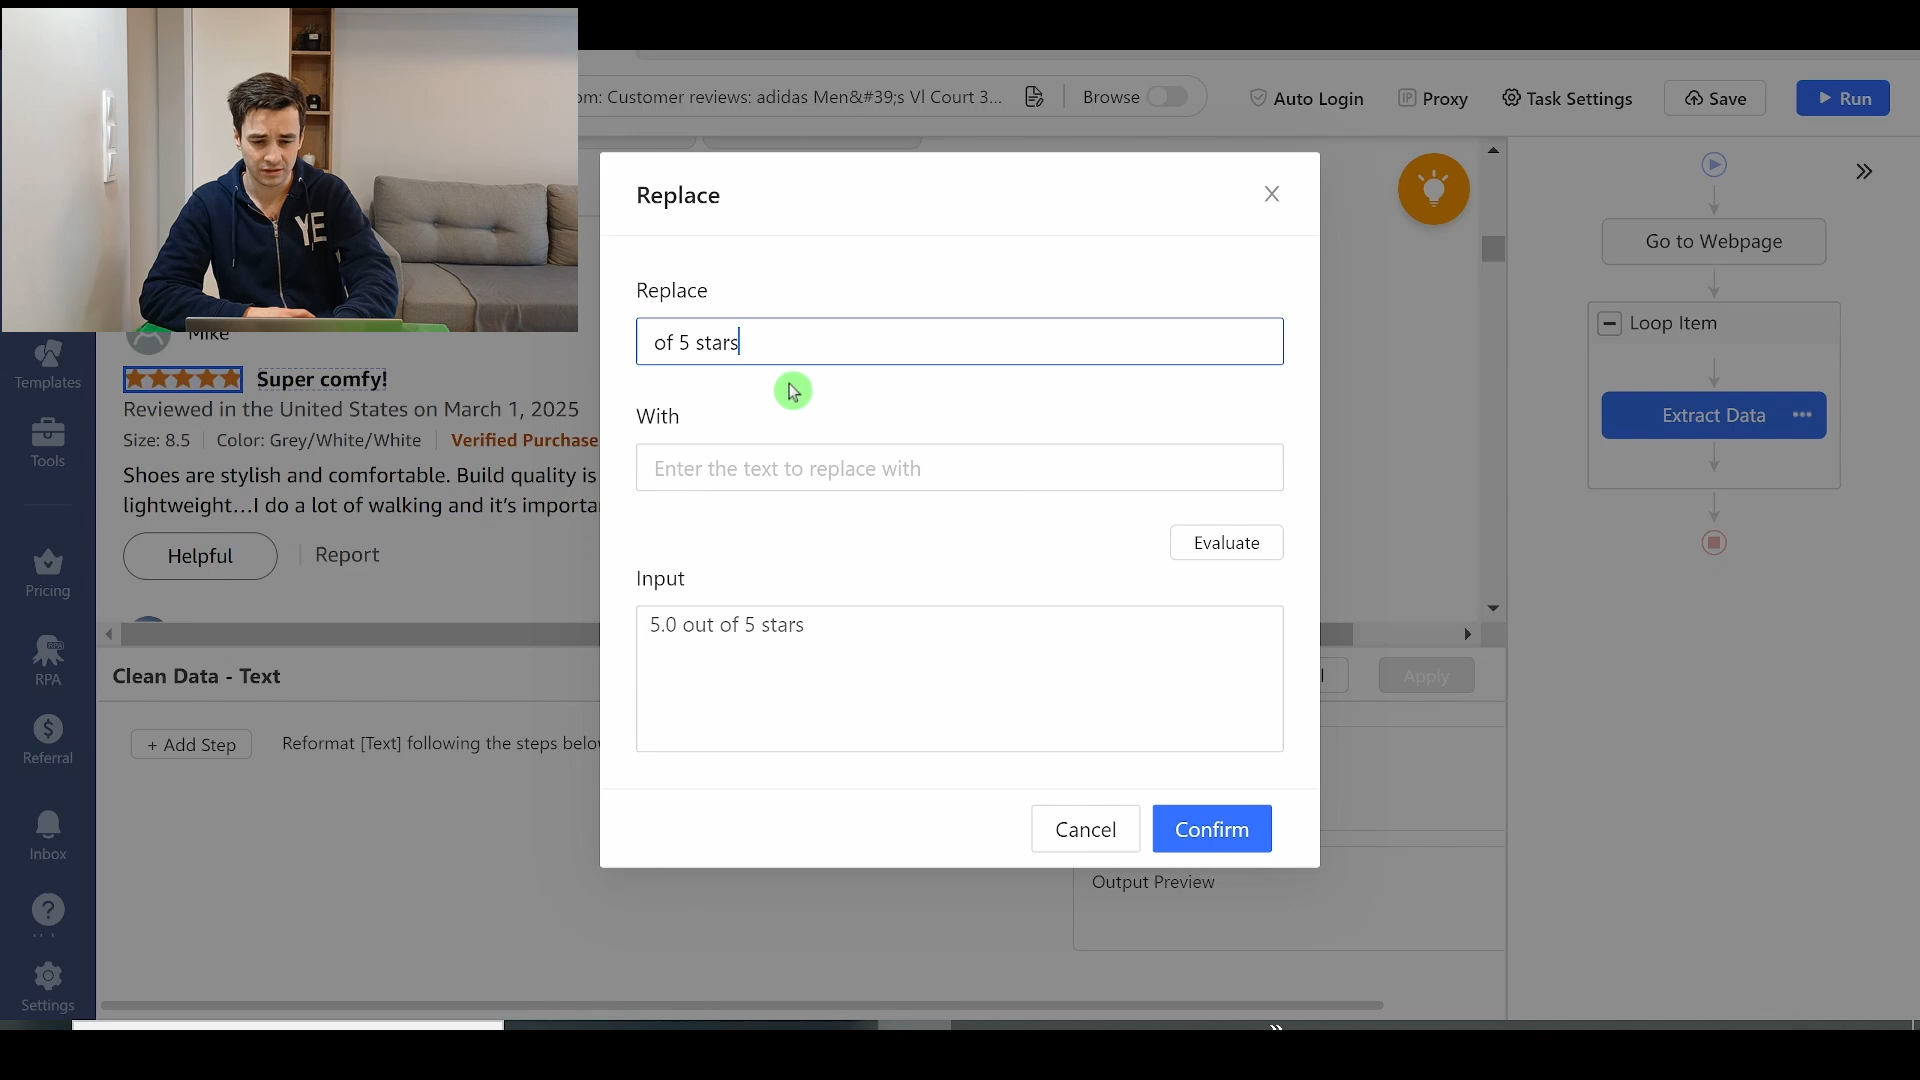 YE
om: Customer reviews: adidas Men&#39;s Vl Court 3...
Browse
Auto Login
IP Proxy
Task Settings
Save
Run
Replace
Replace
of 5 stars
With
Enter the text to replace with
Evaluate
Input
5.0 out of 5 stars
Cancel
Confirm
Go to Webpage
Loop Item
Extract Data
Templates
Tools
Pricing
RPA
RPA
Referral
Inbox
Settings
Mike
Super comfy!
Reviewed in the United States on March 1, 2025
Size: 8.5
Color: Grey/White/White
Verified Purchase
Shoes are stylish and comfortable. Build quality is
lightweight...I do a lot of walking and it's importa
Helpful
Report
Clean Data - Text
Apply
+ Add Step
Reformat [Text] following the steps belo
Output Preview